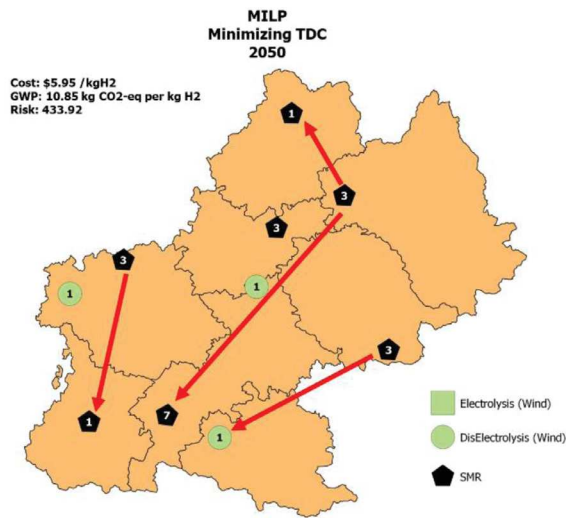 MILP
Minimizing TDC
2050
Cost: $5.95 /kgH2
GWP: 10.85 kg CO2-eq per kg H2
Risk: 433.92
1
3
3
3
1
1
3
1
7
1
Electrolysis (Wind)
DisElectrolysis (Wind)
SMR